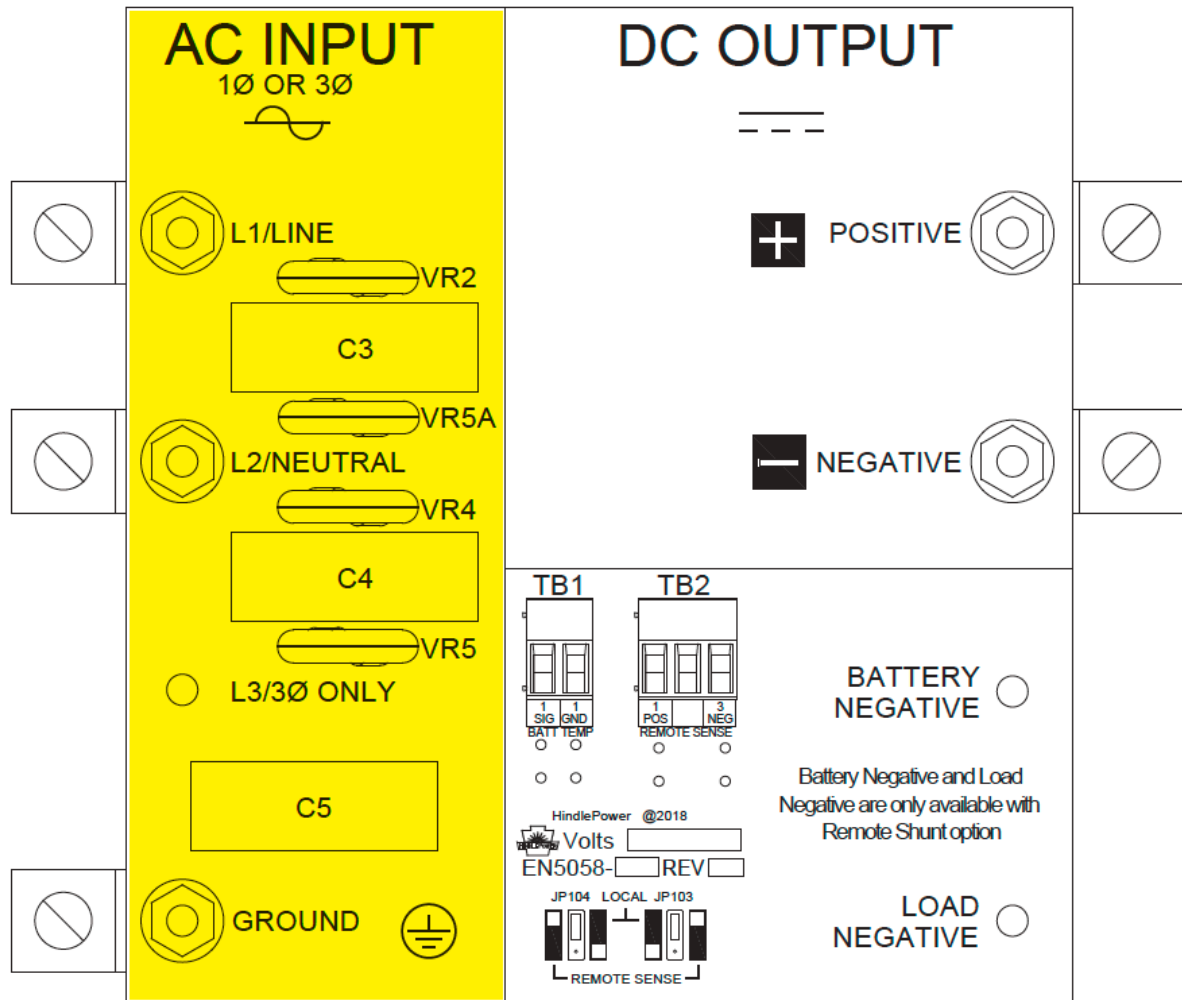 AC INPUT
1Ø OR 3Ø
L1/LINE
VR2
C3
VR5A
L2/NEUTRAL
VR4
C4
VR5
L3/3Ø ONLY
C5
GROUND
DC OUTPUT
POSITIVE
NEGATIVE
TB1
1 1
SIG GND
BATT TEMP
TB2
1 3
POS NEG
REMOTE SENSE
HindlePower @2018
Volts
EN5058- REV
JP104 LOCAL JP103
REMOTE SENSE
BATTERY
NEGATIVE
Battery Negative and Load
Negative are only available with
Remote Shunt option
LOAD
NEGATIVE